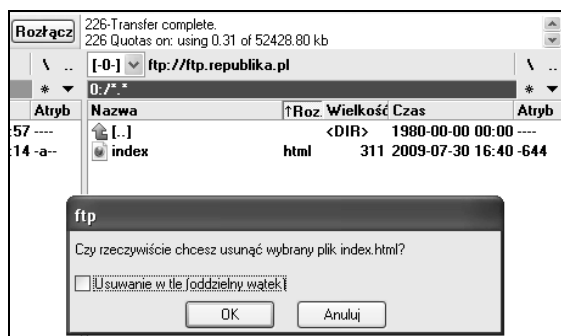 Rozłącz
226-Transfer complete.
226 Quotas on: using 0.31 of 52428.80 kb
\ ..
[-0-] ftp://ftp.republika.pl \ ..
* ▼ 0:/*.* * ▼
Atryb Nazwa ↑Roz. Wielkość Czas Atryb
:57 ---- [..] <DIR> 1980-00-00 00:00 ----
:14 -a-- index html 311 2009-07-30 16:40 -644
ftp
Czy rzeczywiście chcesz usunąć wybrany plik index.html?
Usuwanie w tle (oddzielny wątek)
OK Anuluj